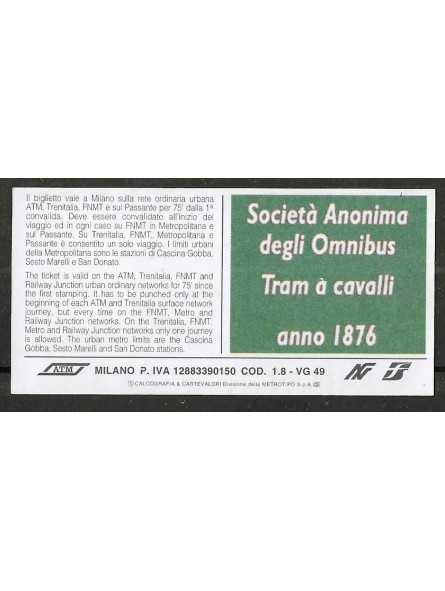 Il biglietto vale a Milano sulla rete ordinaria urbana
ATM, Trenitalia, FNMT e sul Passante per 75' dalla 1ª
convalida. Deve essere convalidato all'inizio del
viaggio ed in ogni caso su FNMT in Metropolitana e
sul Passante. Su Trenitalia, FNMT, Metropolitana e
Passante è consentito un solo viaggio. I limiti urbani
della Metropolitana sono le stazioni di Cascina Gobba,
Sesto Marelli e San Donato.
The ticket is valid on the ATM, Trenitalia, FNMT and
Railway Junction urban ordinary networks for 75' since
the first stamping. It has to be punched only at the
beginning of each ATM and Trenitalia surface network
journey, but every time on the FNMT, Metro and
Railway Junction networks. On the Trenitalia, FNMT,
Metro and Railway Junction networks only one journey
is allowed. The urban metro limits are the Cascina
Gobba, Sesto Marelli and San Donato stations.
Società Anonima
degli Omnibus
Tram à cavalli
anno 1876
ATM MILANO P. IVA 12883390150 COD. 1.8 - VG 49
CALCOGRAFIA & CARTEVALORI Divisione della METROTIPO S.p.A.